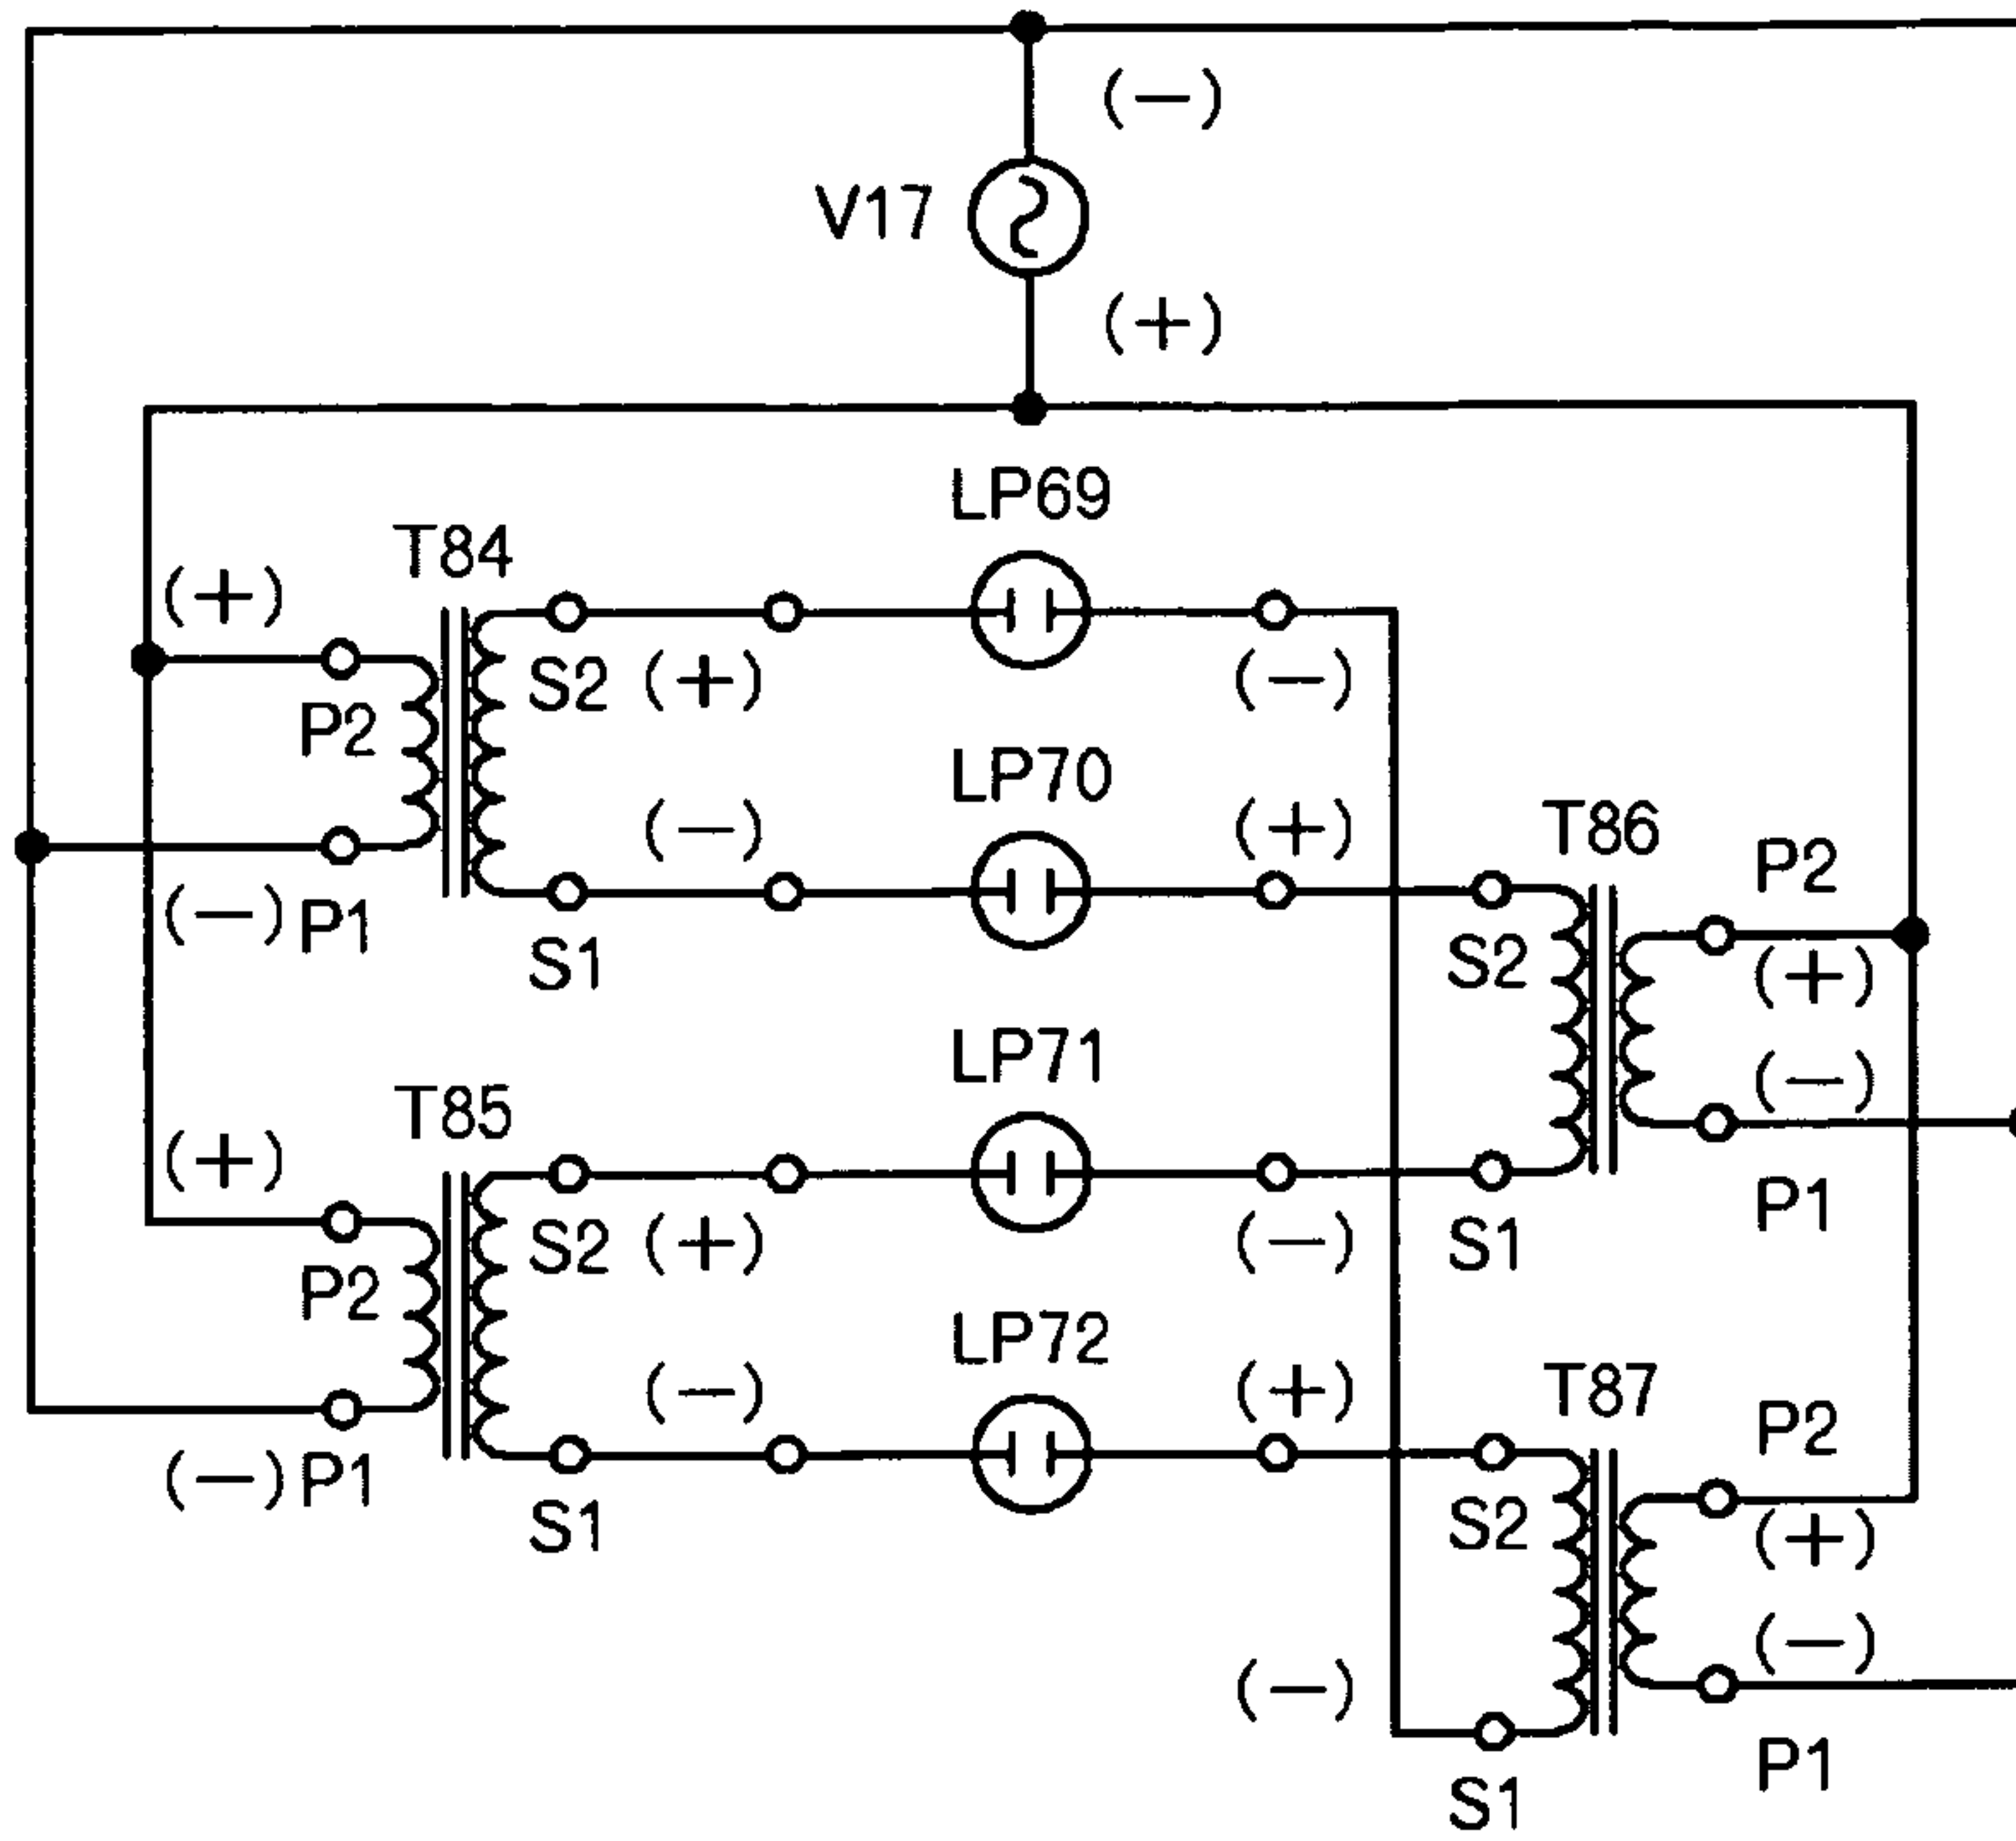 (−)
V17
(+)
LP69
T84
(+)
S2 (+)
(−)
P2
LP70
(−)
(+)
T86
P2
(−) P1
S1
S2
(+)
LP71
(−)
T85
(+)
P1
S2 (+)
(−)
S1
P2
LP72
(−)
(+)
T87
P2
(−) P1
S1
S2
(+)
(−)
(−)
P1
S1